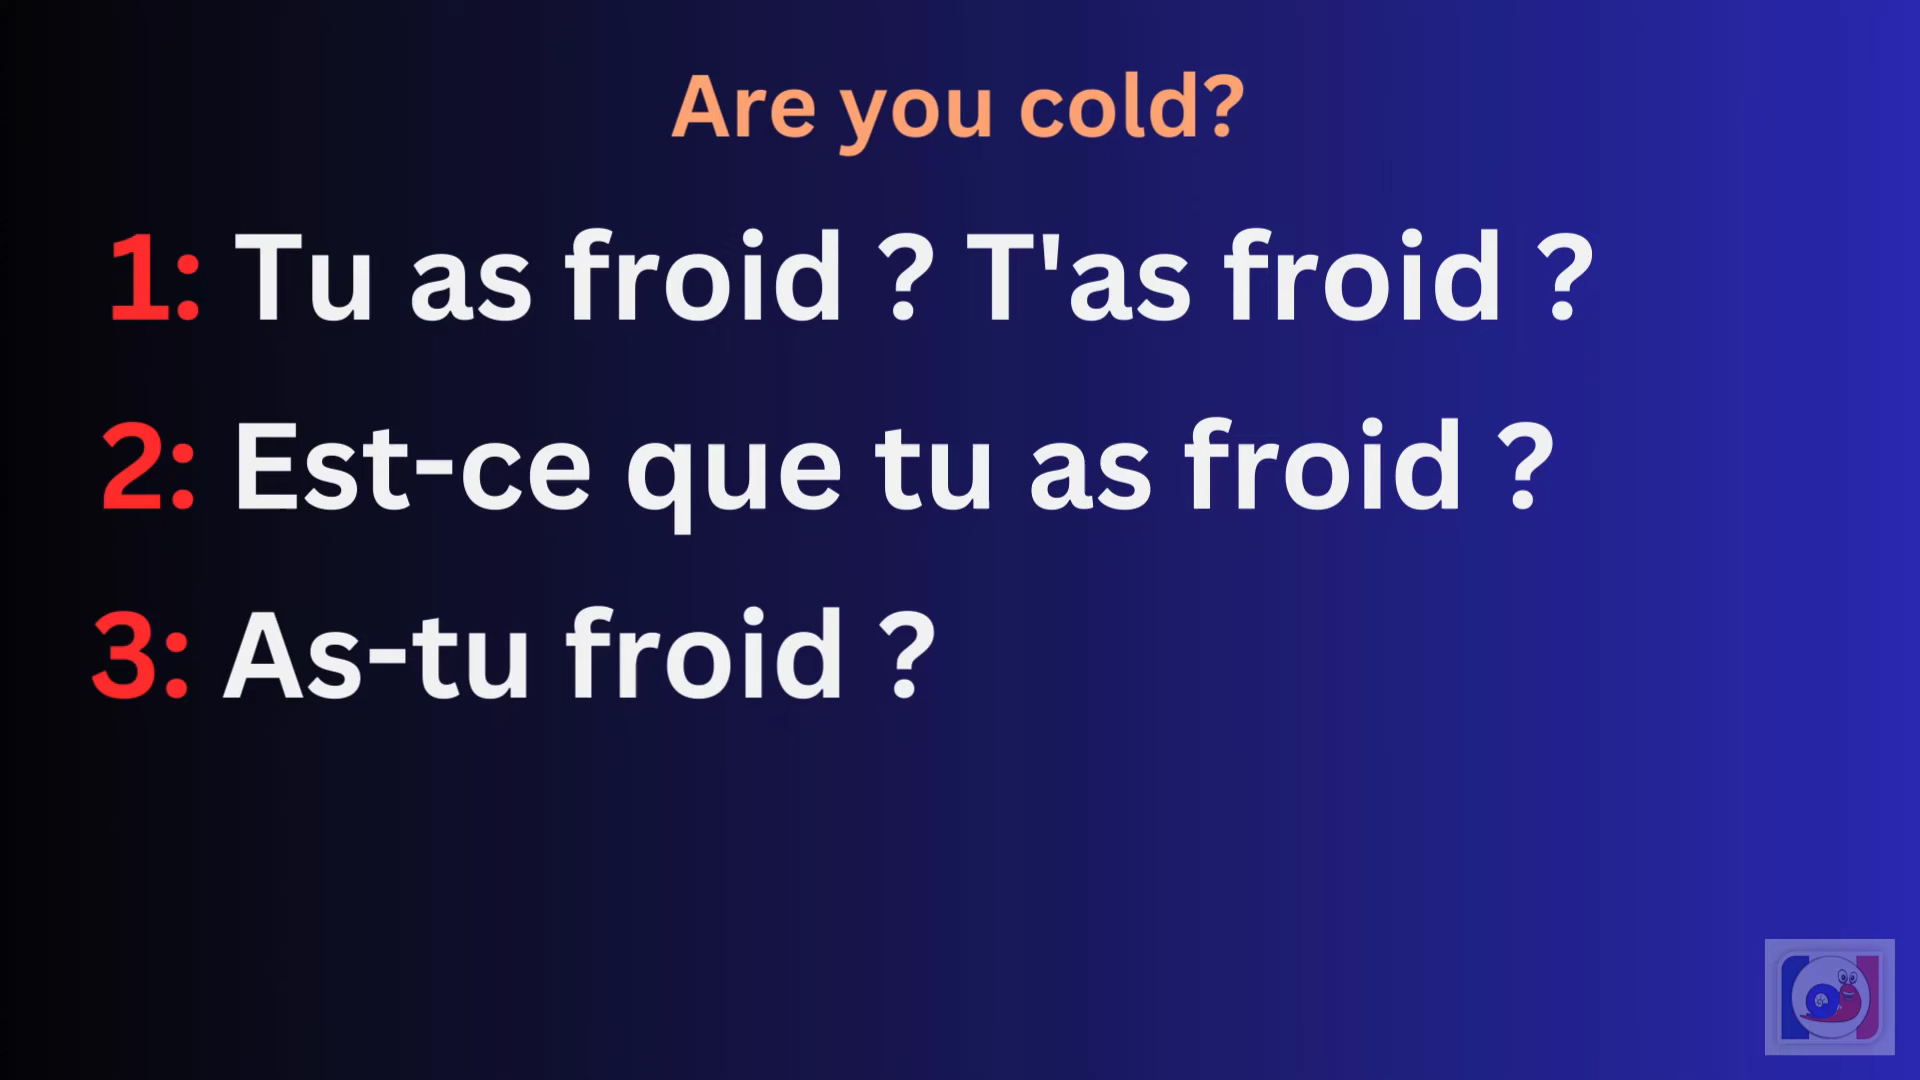 Are you cold?
1: Tu as froid ? T'as froid ?
2: Est-ce que tu as froid ?
3: As-tu froid ?